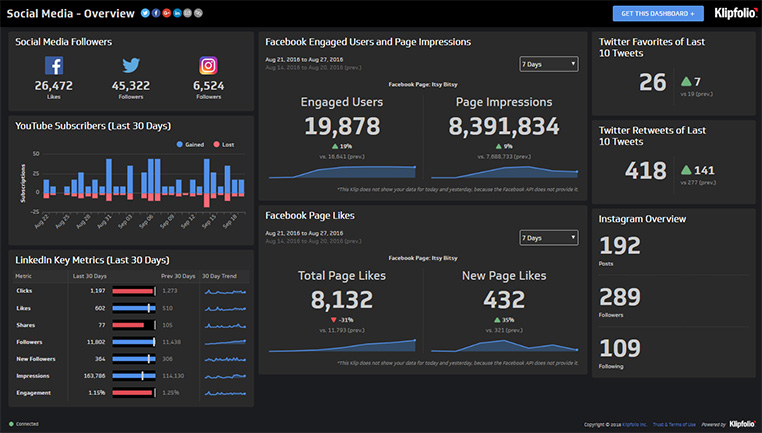 Social Media - Overview
GET THIS DASHBOARD +
Klipfolio
Social Media Followers
26,472
Likes
45,322
Followers
6,524
Followers
YouTube Subscribers (Last 30 Days)
Gained
Lost
Subscriptions
50
25
0
-25
Aug 22
Aug 25
Aug 28
Aug 31
Sep 03
Sep 06
Sep 09
Sep 12
Sep 15
Sep 18
LinkedIn Key Metrics (Last 30 Days)
Metric Last 30 Days Prev 30 Days 30 Day Trend
Clicks 1,197 1,273
Likes 602 510
Shares 77 105
Followers 11,802 11,438
New Followers 364 306
Impressions 163,786 114,130
Engagement 1.15% 1.25%
Facebook Engaged Users and Page Impressions
Aug 21, 2016 to Aug 27, 2016
Aug 14, 2016 to Aug 20, 2016 (prev.)
7 Days
Facebook Page: Itsy Bitsy
Engaged Users
19,878
19%
vs. 16,641 (prev.)
Page Impressions
8,391,834
9%
vs. 7,688,733 (prev.)
*This Klip does not show your data for today and yesterday, because the Facebook API does not provide it.
Facebook Page Likes
Aug 21, 2016 to Aug 27, 2016
Aug 14, 2016 to Aug 20, 2016 (prev.)
7 Days
Facebook Page: Itsy Bitsy
Total Page Likes
8,132
-31%
vs. 11,793 (prev.)
New Page Likes
432
35%
vs. 321 (prev.)
*This Klip does not show your data for today and yesterday, because the Facebook API does not provide it.
Twitter Favorites of Last
10 Tweets
26
7
vs 19 (prev.)
Twitter Retweets of Last
10 Tweets
418
141
vs 277 (prev.)
Instagram Overview
192
Posts
289
Followers
109
Following
Connected
Copyright © 2016 Klipfolio Inc. Trust & Terms of Use Powered by Klipfolio